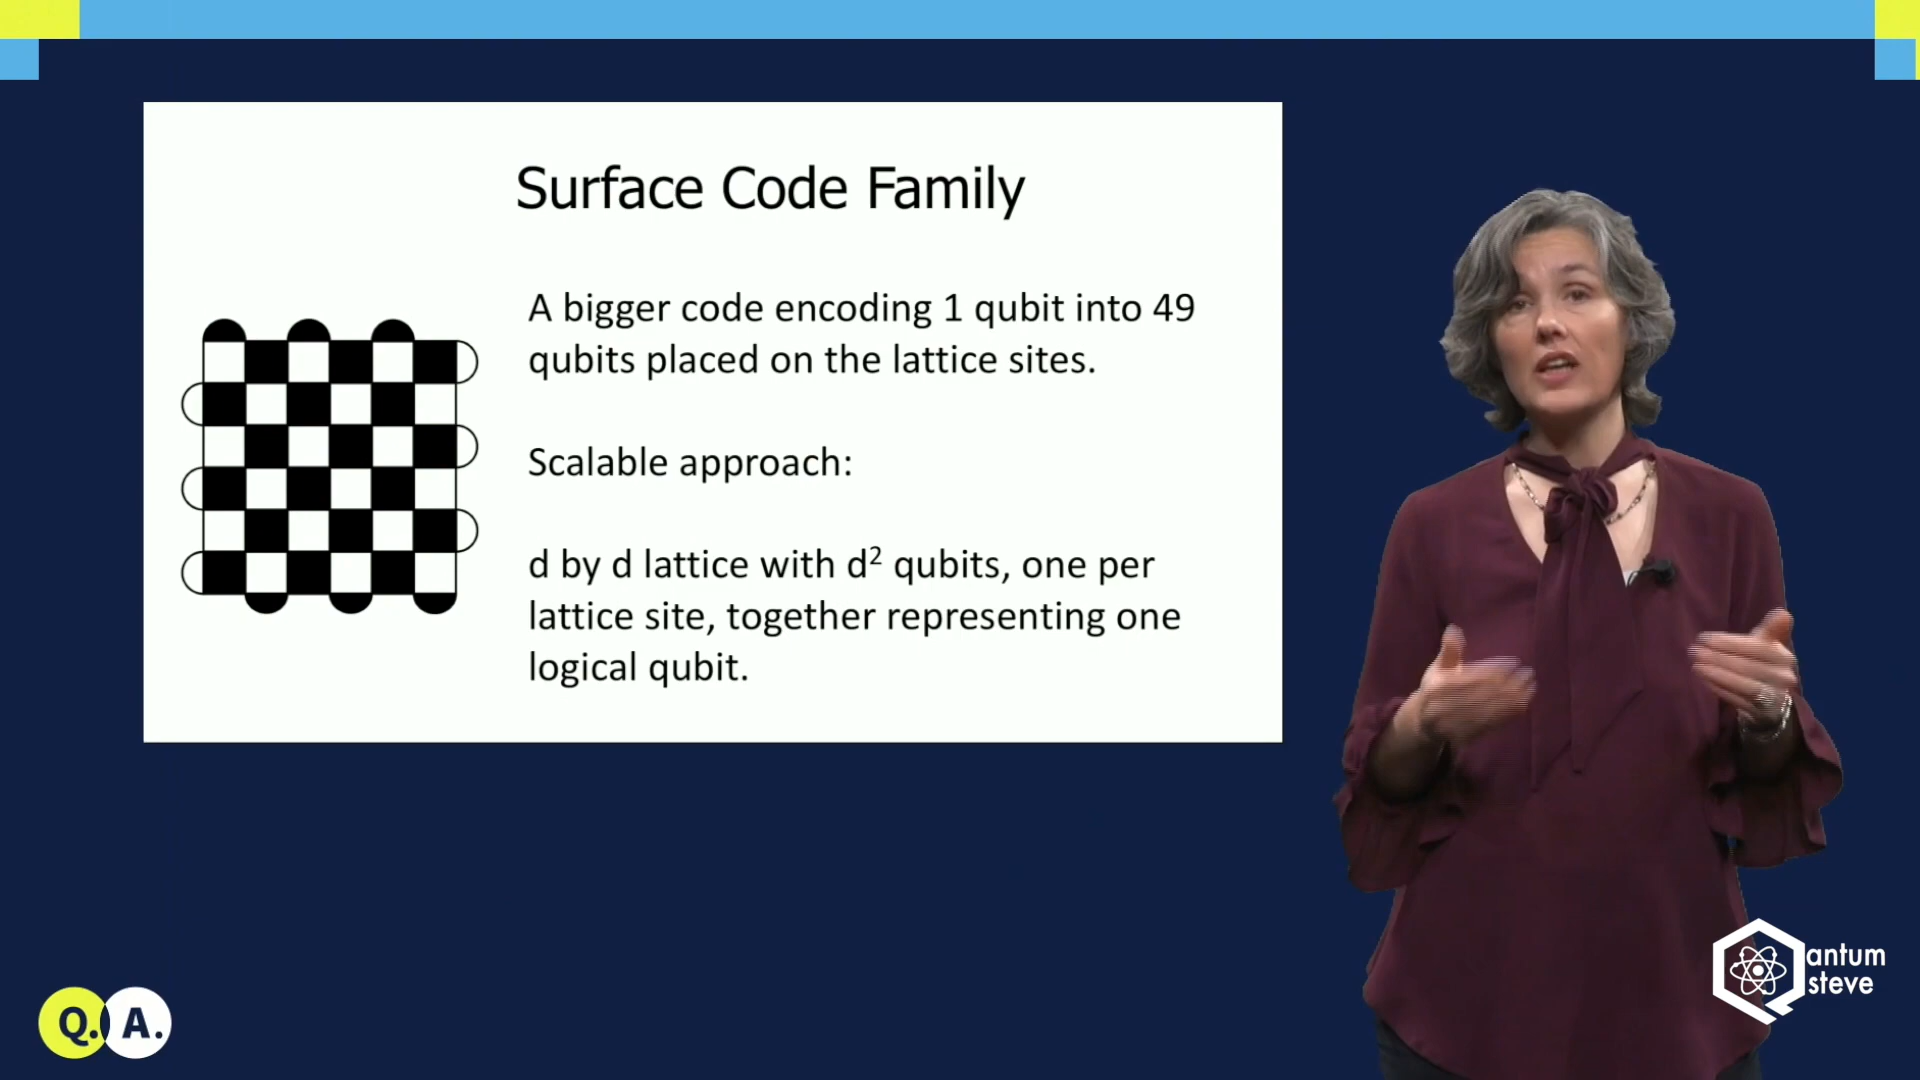 Surface Code Family
A bigger code encoding 1 qubit into 49
qubits placed on the lattice sites.
Scalable approach:
d by d lattice with d² qubits, one per
lattice site, together representing one
logical qubit.
Q. A.
Q antum
steve